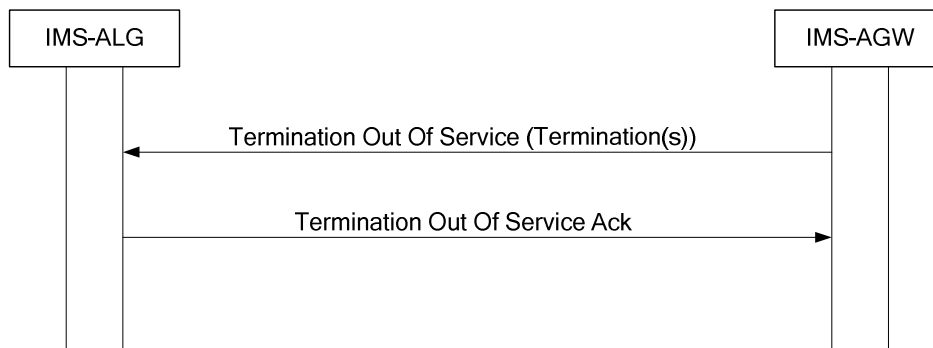 IMS-ALG
IMS-AGW
Termination Out Of Service (Termination(s))
Termination Out Of Service Ack